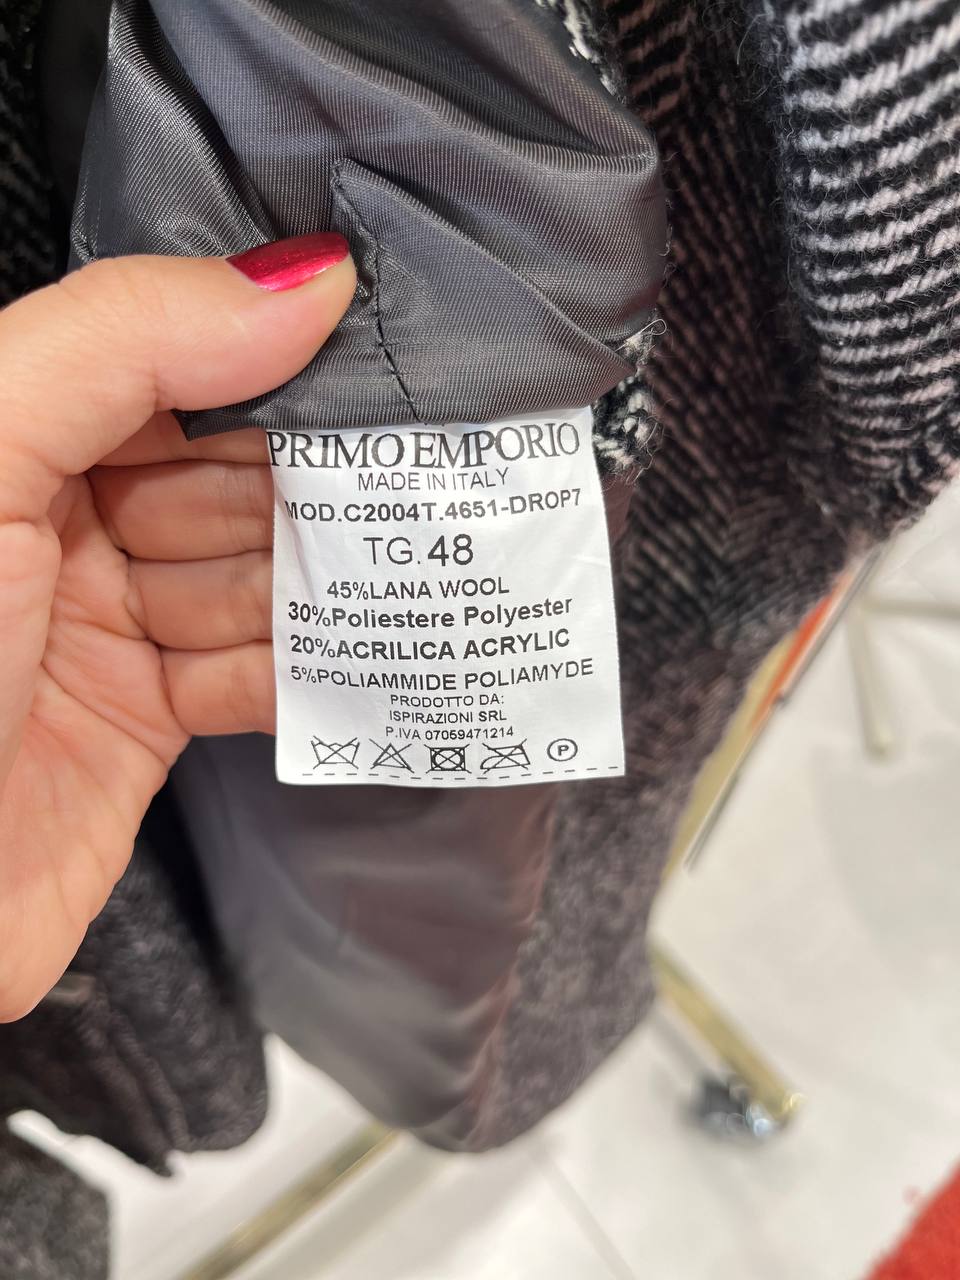 PRIMO EMPORIO
MADE IN ITALY
MOD.C2004T.4651-DROP7
TG.48
45%LANA WOOL
30%Poliestere Polyester
20%ACRILICA ACRYLIC
5%POLIAMMIDE POLIAMYDE
PRODOTTO DA:
ISPIRAZIONI SRL
P.IVA 07059471214
P